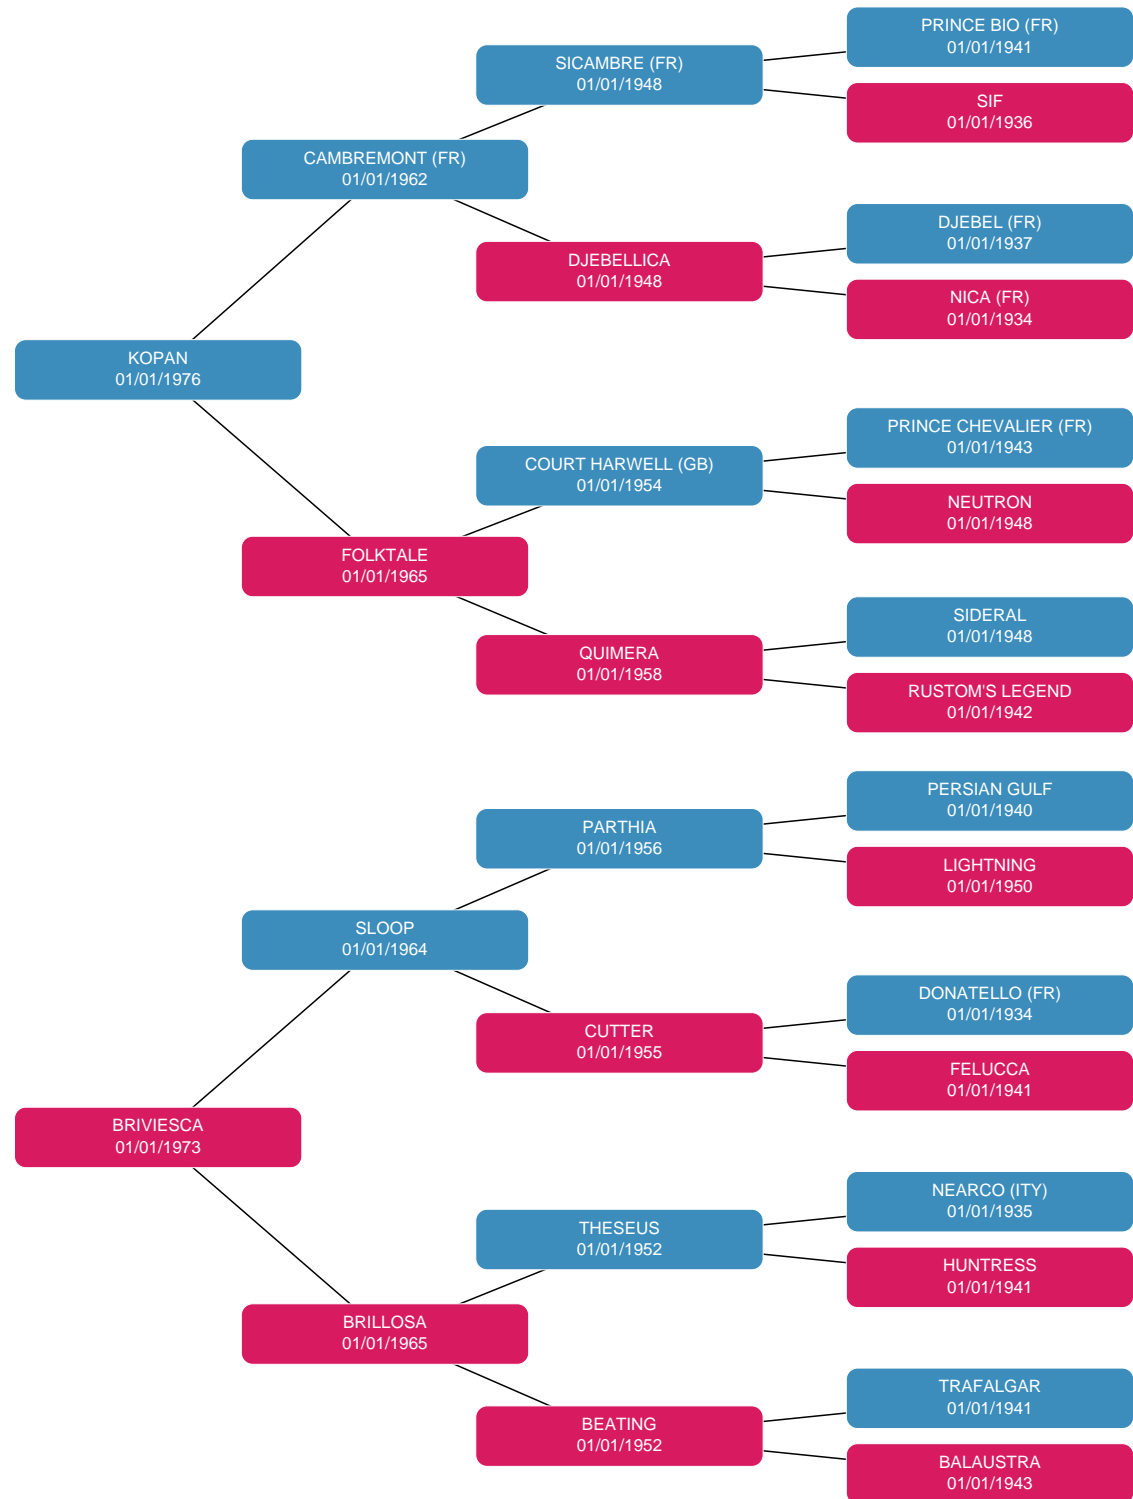 PRINCE BIO (FR)
01/01/1941
SICAMBRE (FR)
01/01/1948
SIF
01/01/1936
CAMBREMONT (FR)
01/01/1962
DJEBEL (FR)
01/01/1937
DJEBELLICA
01/01/1948
NICA (FR)
01/01/1934
KOPAN
01/01/1976
PRINCE CHEVALIER (FR)
01/01/1943
COURT HARWELL (GB)
01/01/1954
NEUTRON
01/01/1948
FOLKTALE
01/01/1965
SIDERAL
01/01/1948
QUIMERA
01/01/1958
RUSTOM'S LEGEND
01/01/1942
PERSIAN GULF
01/01/1940
PARTHIA
01/01/1956
LIGHTNING
01/01/1950
SLOOP
01/01/1964
DONATELLO (FR)
01/01/1934
CUTTER
01/01/1955
FELUCCA
01/01/1941
BRIVIESCA
01/01/1973
NEARCO (ITY)
01/01/1935
THESEUS
01/01/1952
HUNTRESS
01/01/1941
BRILLOSA
01/01/1965
TRAFALGAR
01/01/1941
BEATING
01/01/1952
BALAUSTRA
01/01/1943